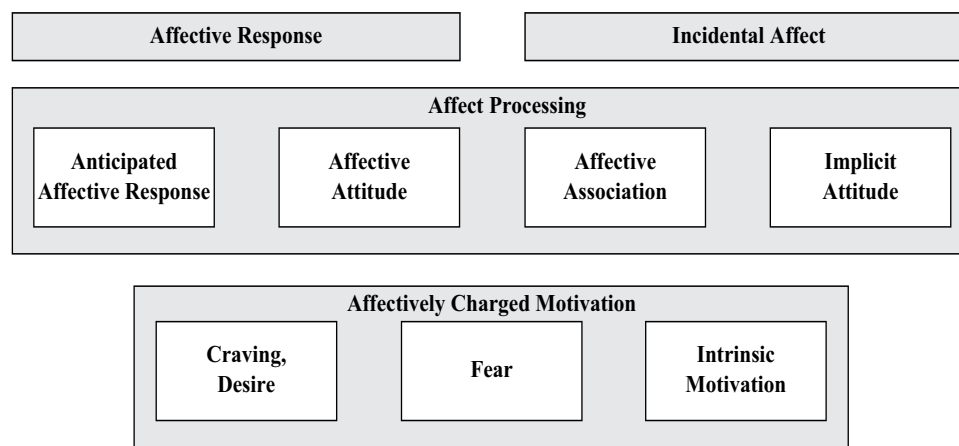 Affective Response
Incidental Affect
Affect Processing
Anticipated
Affective Response
Affective
Attitude
Affective
Association
Implicit
Attitude
Affectively Charged Motivation
Craving,
Desire
Fear
Intrinsic
Motivation